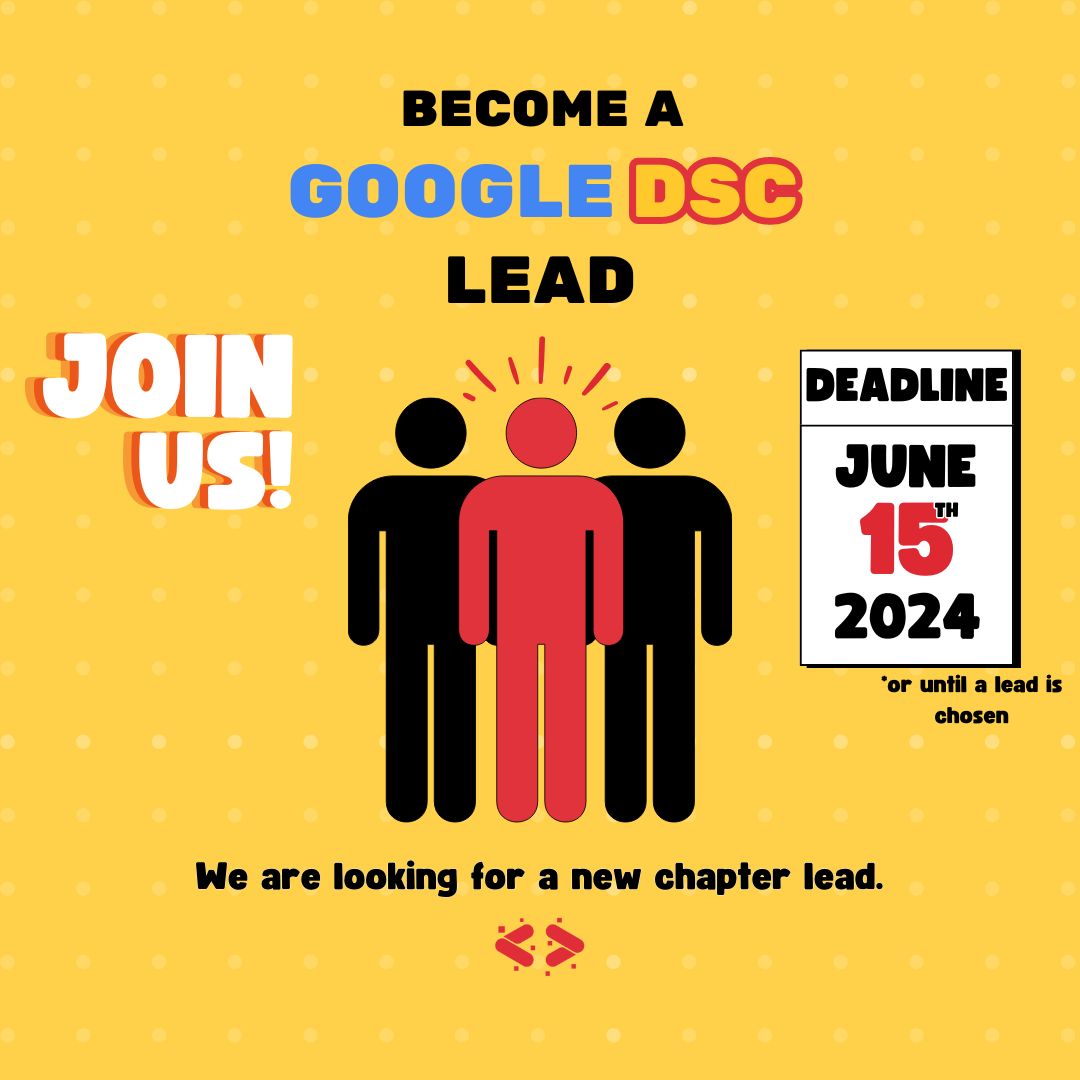 BECOME A
GOOGLE DSC
LEAD
JOIN
US!
DEADLINE
JUNE
15TH
2024
*or until a lead is
chosen
We are looking for a new chapter lead.